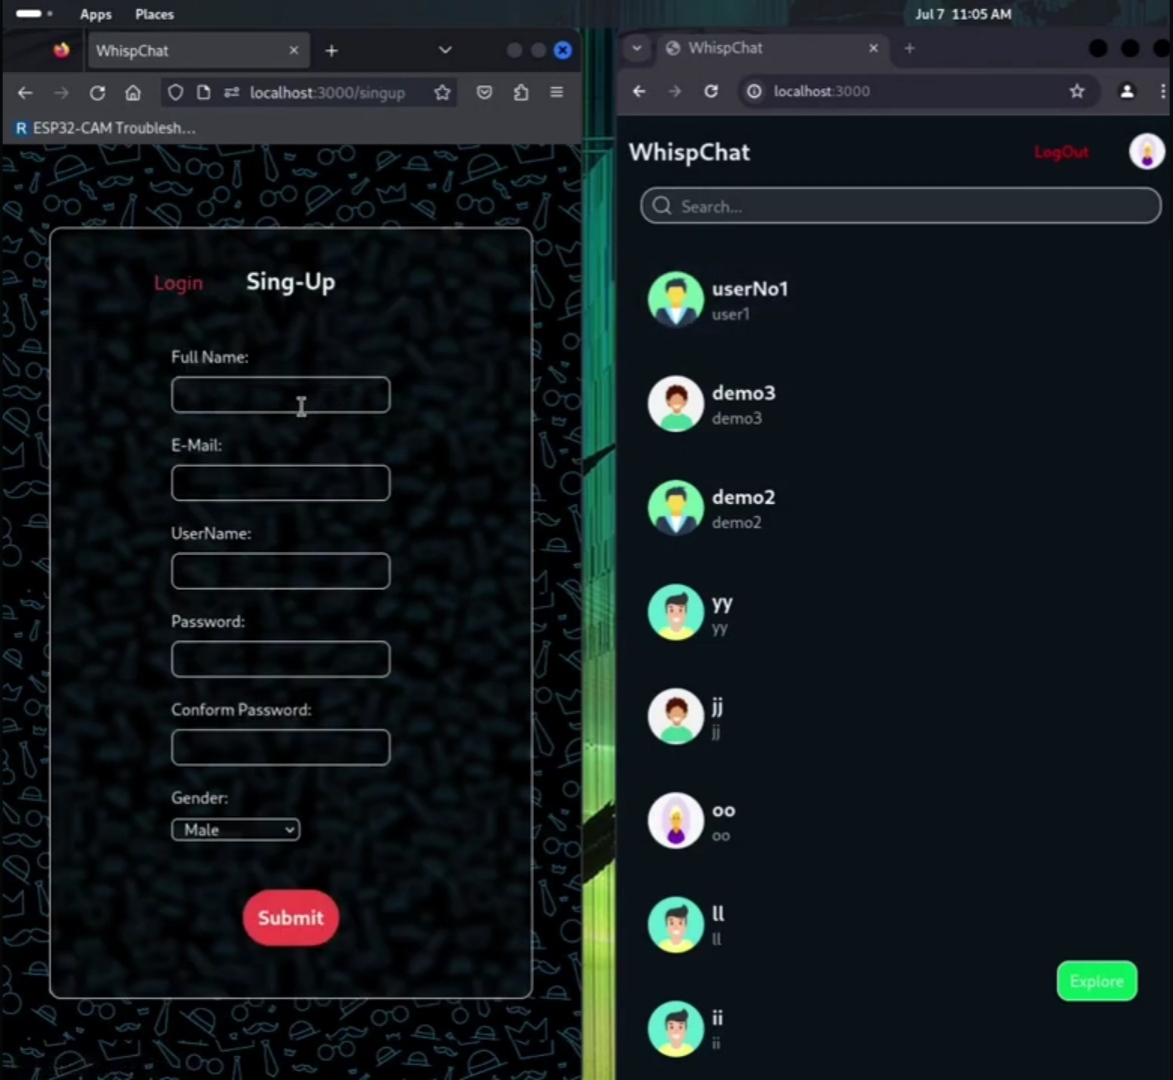 Apps Places Jul 7 11:05 AM
WhispChat
localhost:3000/singup
R ESP32-CAM Troublesh...
Login Sing-Up
Full Name:
E-Mail:
UserName:
Password:
Conform Password:
Gender:
Male
Submit
WhispChat
localhost:3000
WhispChat LogOut
Search...
userNo1
user1
demo3
demo3
demo2
demo2
yy
yy
jj
jj
oo
oo
ll
ll
ii
ii
Explore